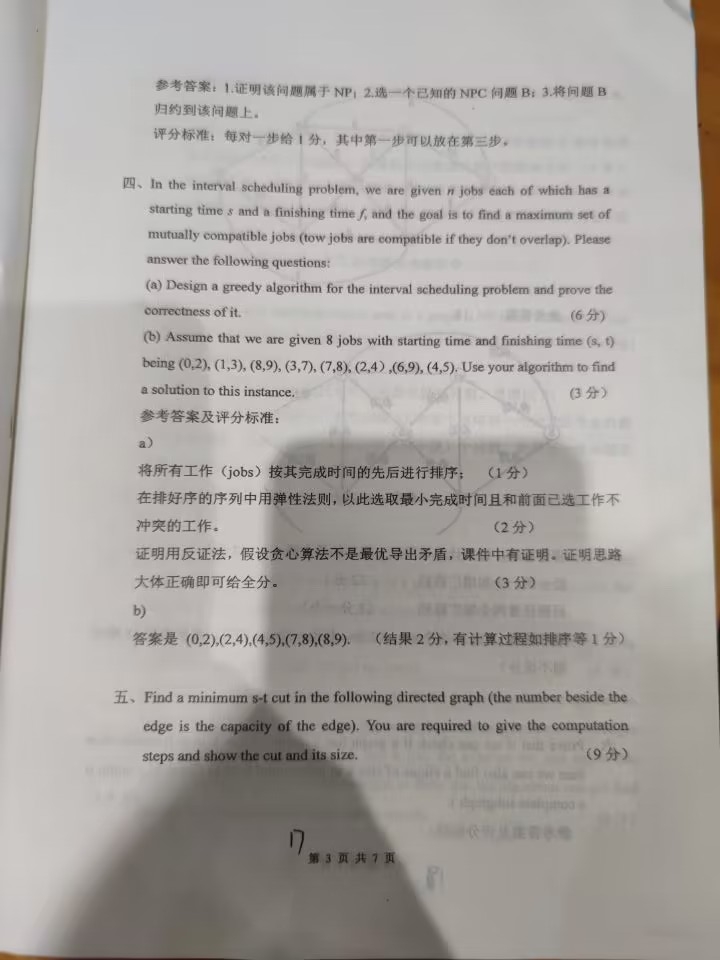 参考答案：1.证明该问题属于 NP；2.选一个已知的 NPC 问题 B；3.将问题 B
归约到该问题上。
评分标准：每对一步给 1 分，其中第一步可以放在第三步。
四、In the interval scheduling problem, we are given n jobs each of which has a
starting time s and a finishing time f, and the goal is to find a maximum set of
mutually compatible jobs (tow jobs are compatible if they don't overlap). Please
answer the following questions:
(a) Design a greedy algorithm for the interval scheduling problem and prove the
correctness of it. (6 分)
(b) Assume that we are given 8 jobs with starting time and finishing time (s, t)
being (0,2), (1,3), (8,9), (3,7), (7,8), (2,4) ,(6,9), (4,5). Use your algorithm to find
a solution to this instance. (3 分)
参考答案及评分标准：
a）
将所有工作（jobs）按其完成时间的先后进行排序； （1 分）
在排好序的序列中用弹性法则，以此选取最小完成时间且和前面已选工作不
冲突的工作。 （2 分）
证明用反证法，假设贪心算法不是最优导出矛盾，课件中有证明。证明思路
大体正确即可给全分。 （3 分）
b)
答案是 (0,2),(2,4),(4,5),(7,8),(8,9). （结果 2 分，有计算过程如排序等 1 分）
五、Find a minimum s-t cut in the following directed graph (the number beside the
edge is the capacity of the edge). You are required to give the computation
steps and show the cut and its size. (9 分)
17
第 3 页 共 7 页